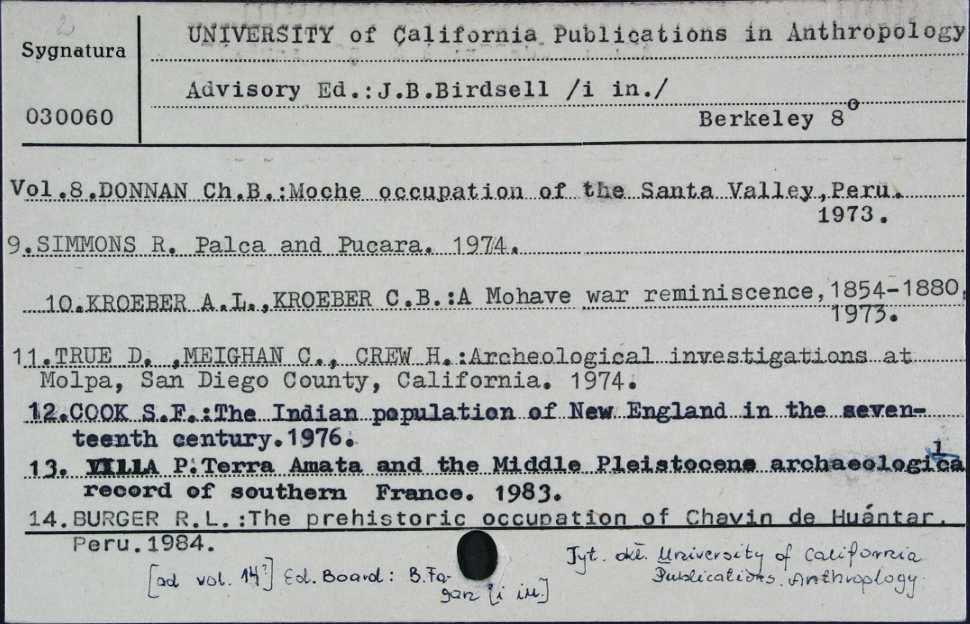 2
Sygnatura
030060
UNIVERSITY of California Publications in Anthropology
Advisory Ed.:J.B.Birdsell /i in./
Berkeley 8°
Vol.8.DONNAN Ch.B.:Moche occupation of the Santa Valley,Peru.
1973.
9.SIMMONS R. Palca and Pucara. 1974.
10.KROEBER A.L.,KROEBER C.B.:A Mohave war reminiscence,1854-1880,
1973.
11.TRUE D. ,MEIGHAN C., CREW H.:Archeological investigations at
Molpa, San Diego County, California. 1974.
12.COOK S.F.:The Indian population of New England in the seven-
teenth century.1976.
13. VILLA P.Terra Amata and the Middle Pleistocene archaeological
record of southern France. 1983.
14.BURGER R.L.:The prehistoric occupation of Chavin de Huántar.
Peru.1984.
[ad vol. 14?] Ed. Board: B.Fa-
gan [i in.]
Tyt. okł. University of California
Publications. Anthroplogy.